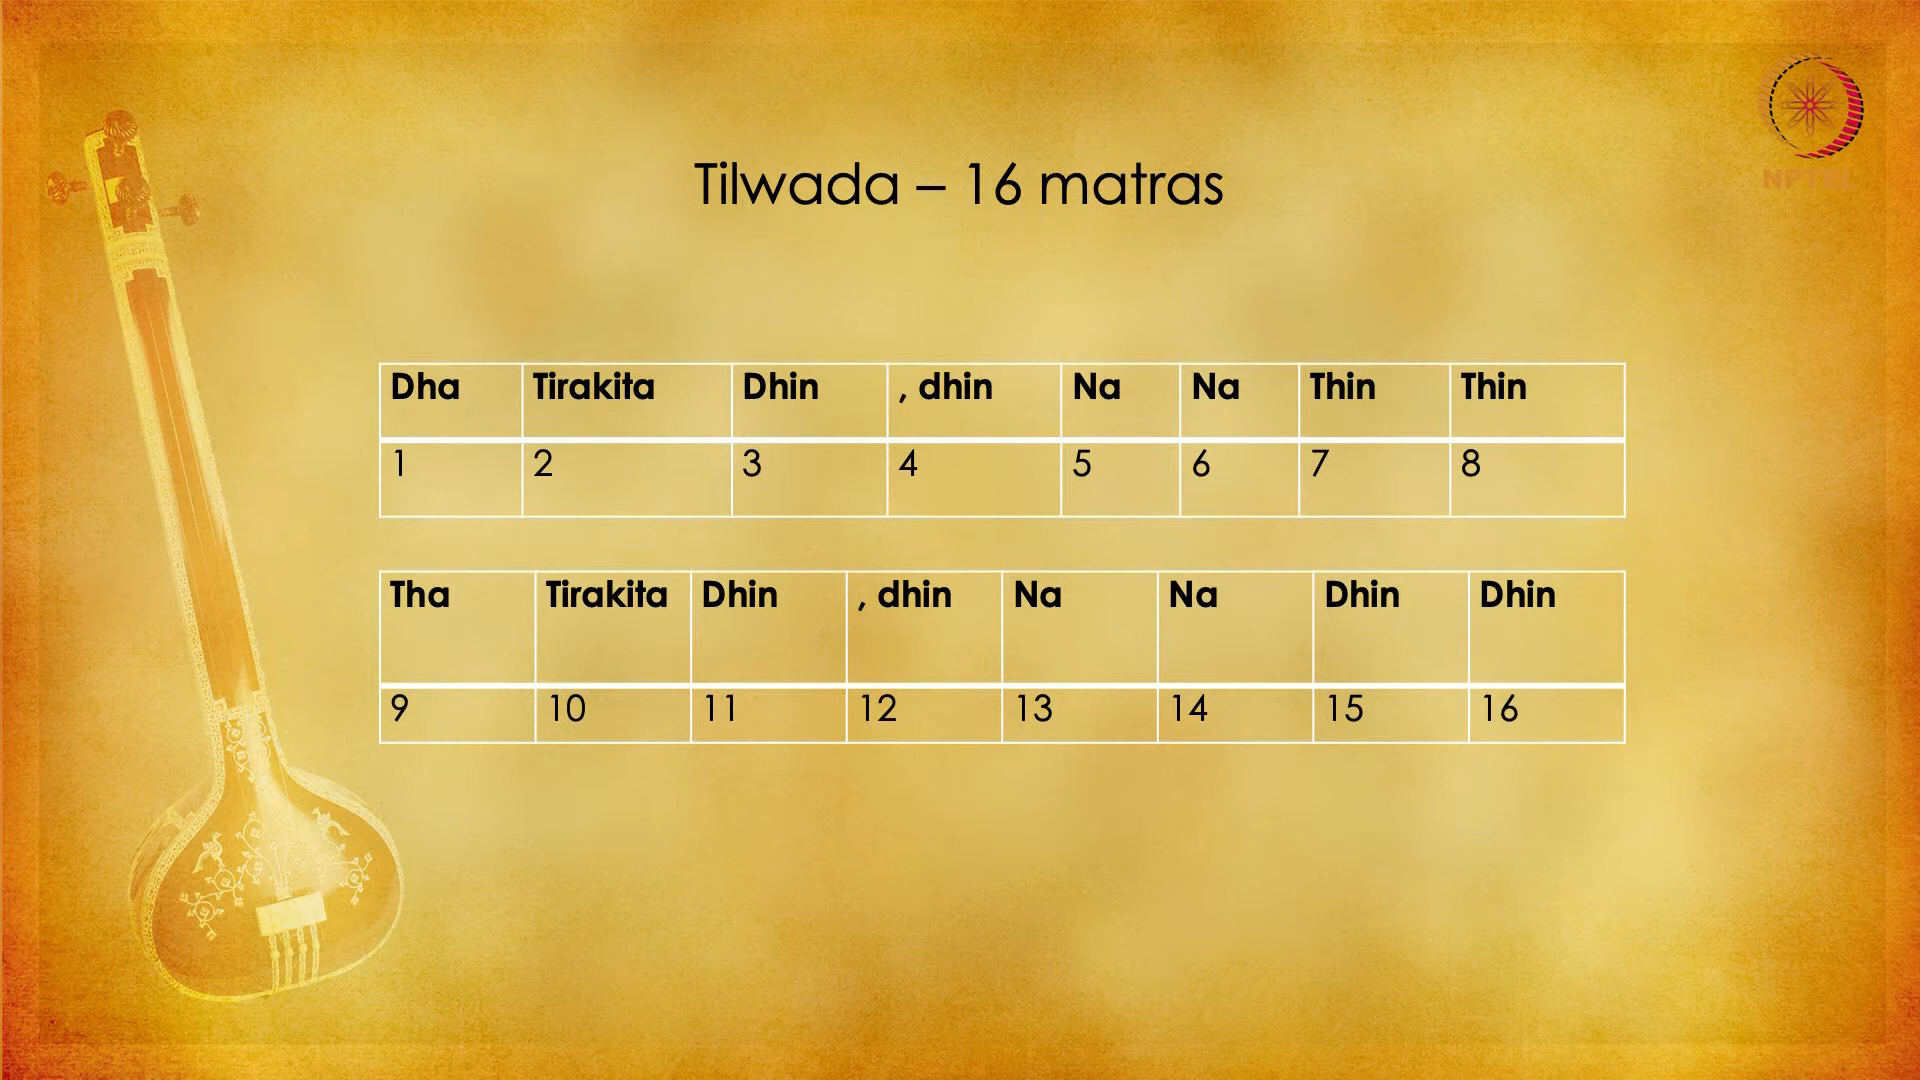 NPTEL
Tilwada – 16 matras
Dha Tirakita Dhin , dhin Na Na Thin Thin
1 2 3 4 5 6 7 8
Tha Tirakita Dhin , dhin Na Na Dhin Dhin
9 10 11 12 13 14 15 16